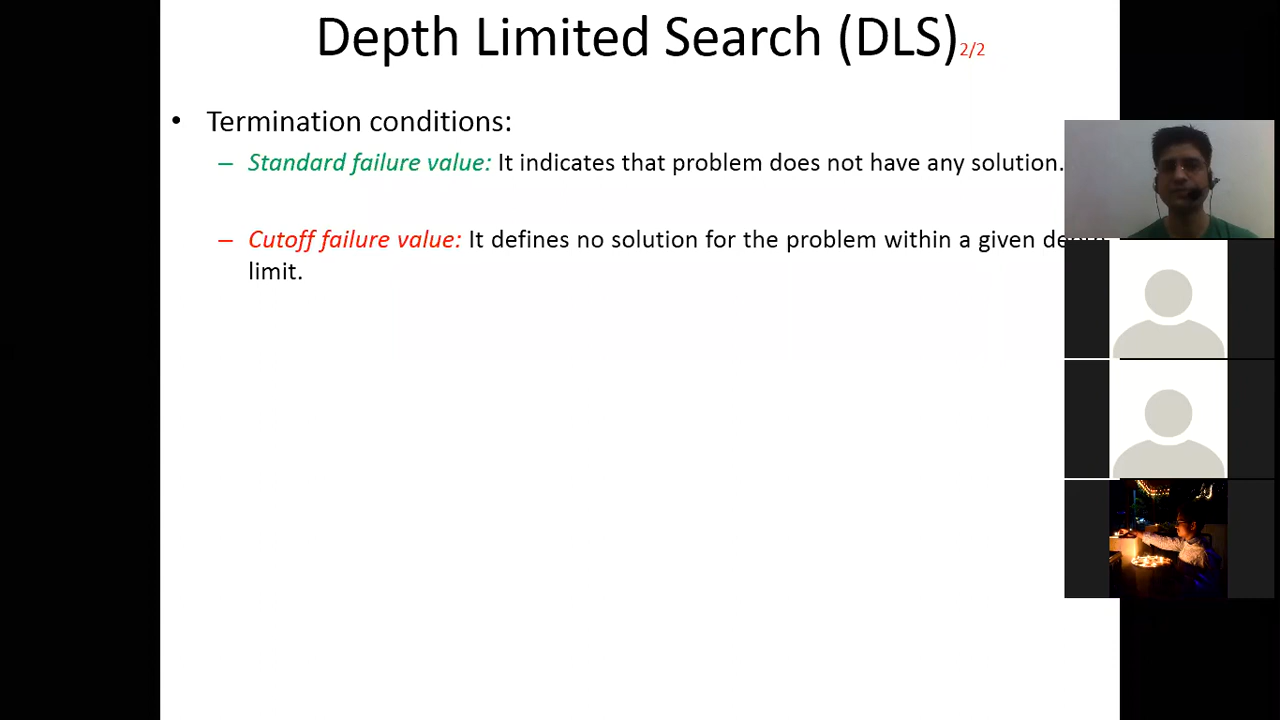 Depth Limited Search (DLS)2/2
• Termination conditions:
– Standard failure value: It indicates that problem does not have any solution.
– Cutoff failure value: It defines no solution for the problem within a given
limit.